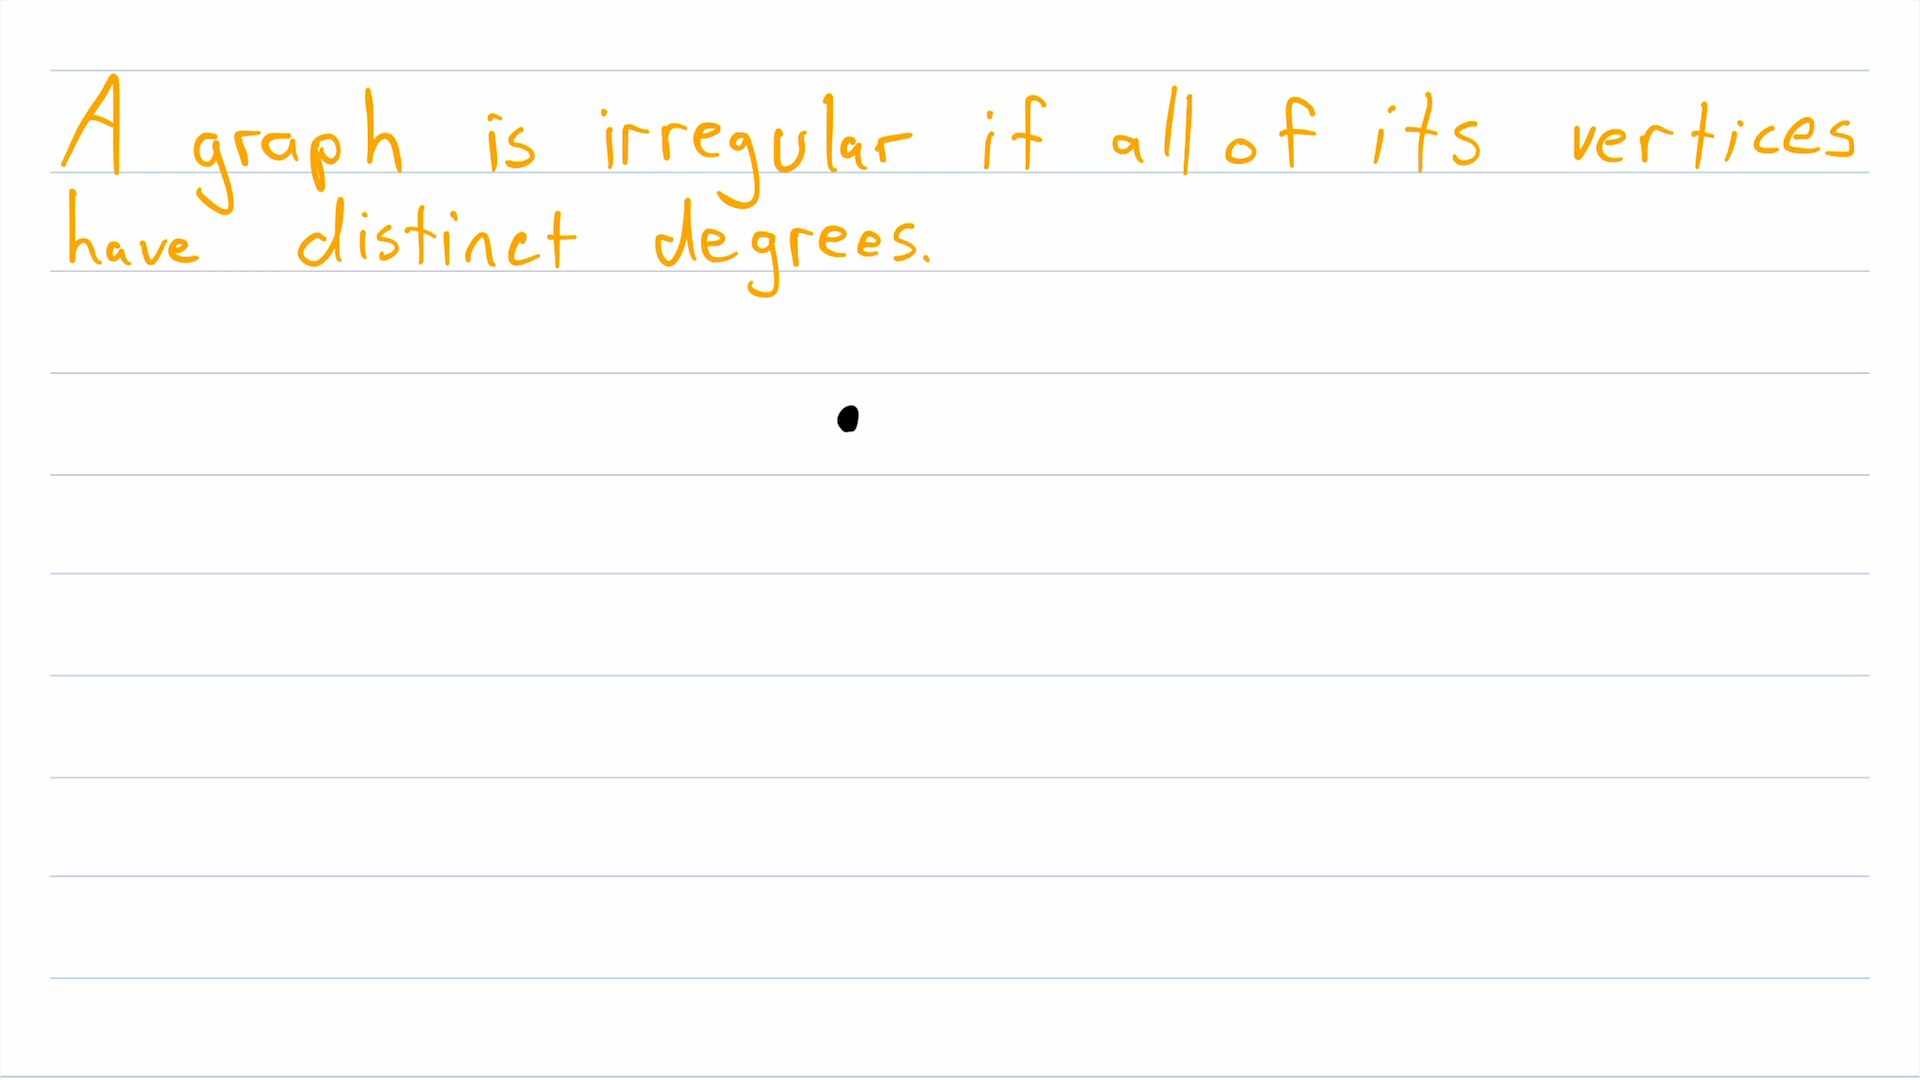 A graph is irregular if all of its vertices
have distinct degrees.